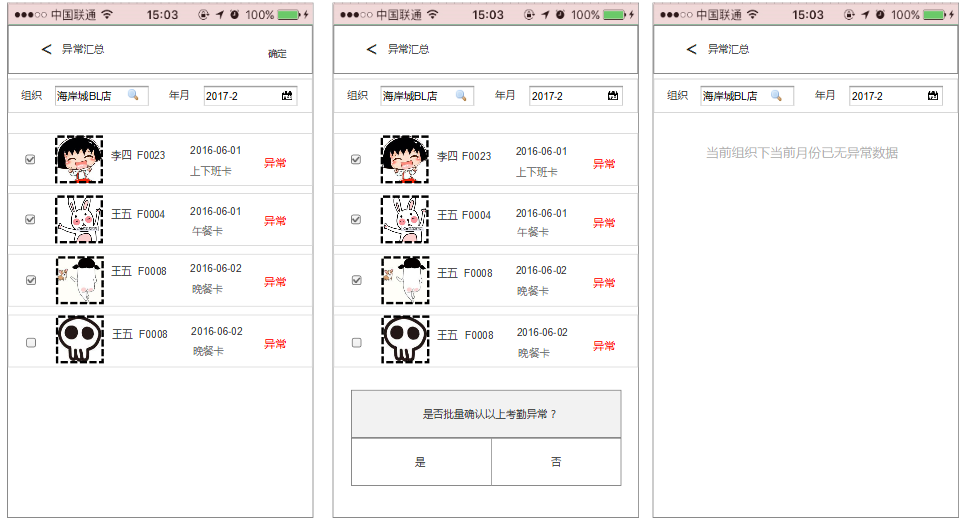 中国联通 15:03 100%
< 异常汇总 确定
组织 海岸城BL店 年月 2017-2
李四 F0023 2016-06-01 异常
上下班卡
王五 F0004 2016-06-01 异常
午餐卡
王五 F0008 2016-06-02 异常
晚餐卡
王五 F0008 2016-06-02 异常
晚餐卡
中国联通 15:03 100%
< 异常汇总
组织 海岸城BL店 年月 2017-2
李四 F0023 2016-06-01 异常
上下班卡
王五 F0004 2016-06-01 异常
午餐卡
王五 F0008 2016-06-02 异常
晚餐卡
王五 F0008 2016-06-02 异常
晚餐卡
是否批量确认以上考勤异常？
是 否
中国联通 15:03 100%
< 异常汇总
组织 海岸城BL店 年月 2017-2
当前组织下当前月份已无异常数据